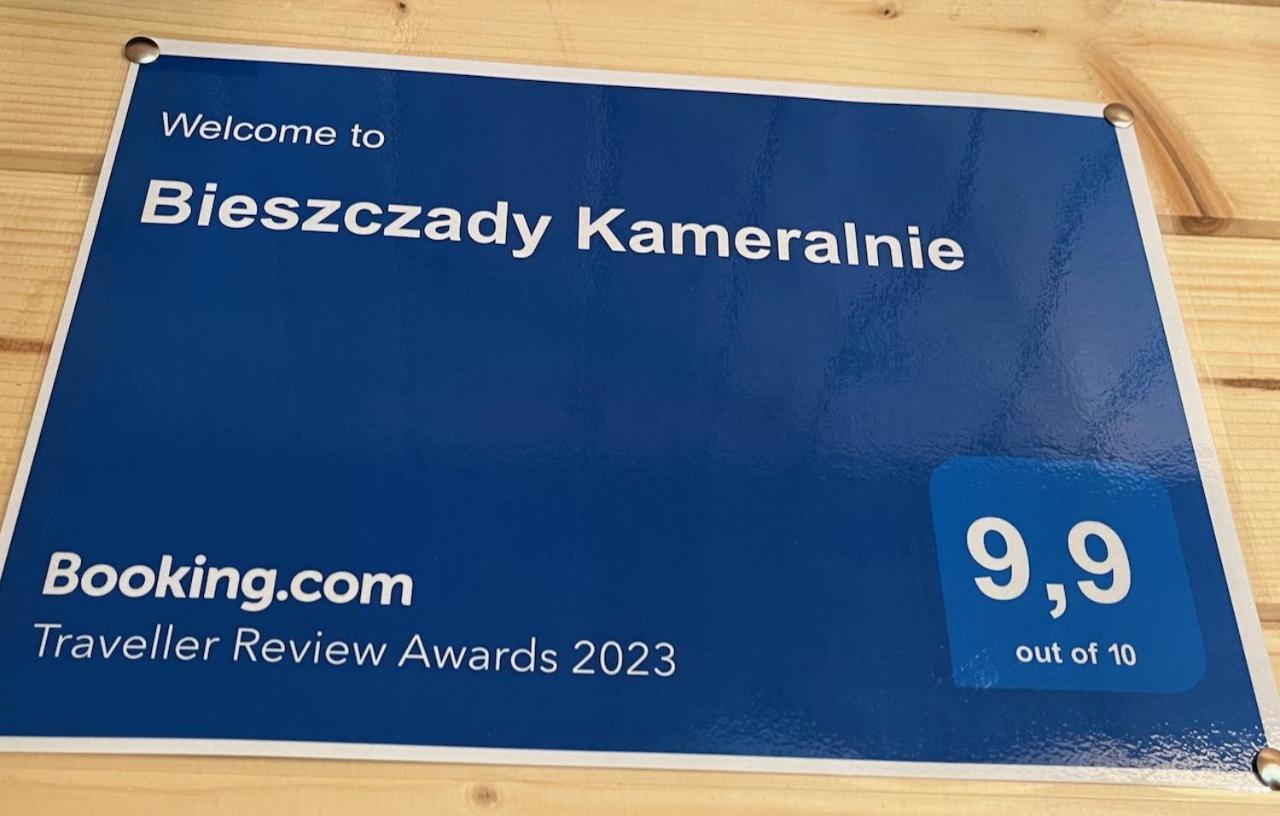 Welcome to
Bieszczady Kameralnie
Booking.com
Traveller Review Awards 2023
9,9
out of 10